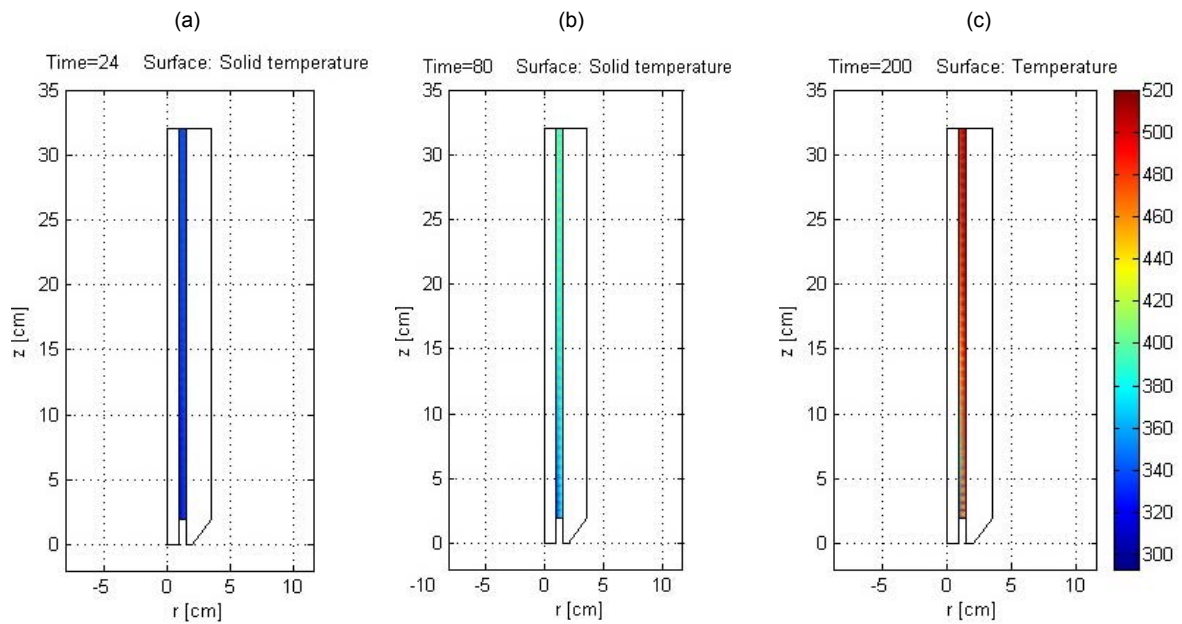 (a)
(b)
(c)
Time=24 Surface: Solid temperature
Time=80 Surface: Solid temperature
Time=200 Surface: Temperature
35
30
25
20
15
10
5
0
z [cm]
-5 0 5 10
r [cm]
35
30
25
20
15
10
5
0
z [cm]
-10 -5 0 5 10
r [cm]
35
30
25
20
15
10
5
0
z [cm]
-5 0 5 10
r [cm]
520
500
480
460
440
420
400
380
360
340
320
300